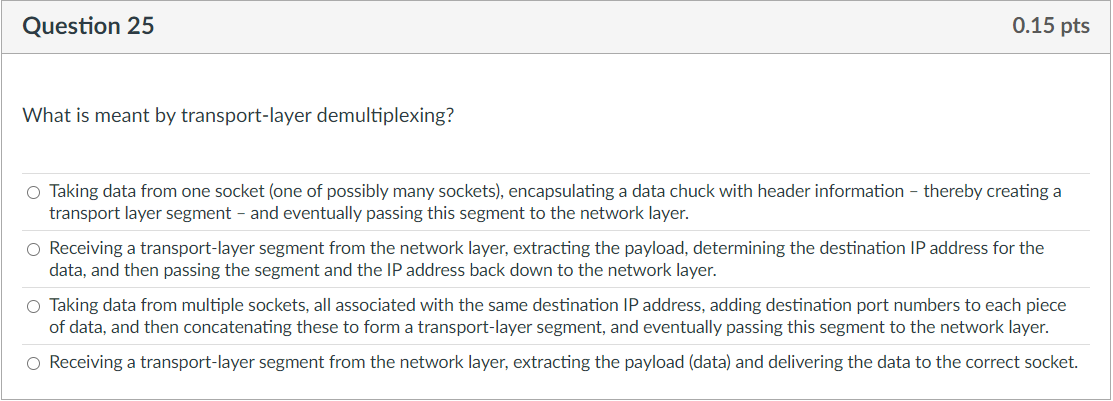 Question 25
0.15 pts
What is meant by transport-layer demultiplexing?
Taking data from one socket (one of possibly many sockets), encapsulating a data chuck with header information – thereby creating a
transport layer segment – and eventually passing this segment to the network layer.
Receiving a transport-layer segment from the network layer, extracting the payload, determining the destination IP address for the
data, and then passing the segment and the IP address back down to the network layer.
Taking data from multiple sockets, all associated with the same destination IP address, adding destination port numbers to each piece
of data, and then concatenating these to form a transport-layer segment, and eventually passing this segment to the network layer.
Receiving a transport-layer segment from the network layer, extracting the payload (data) and delivering the data to the correct socket.